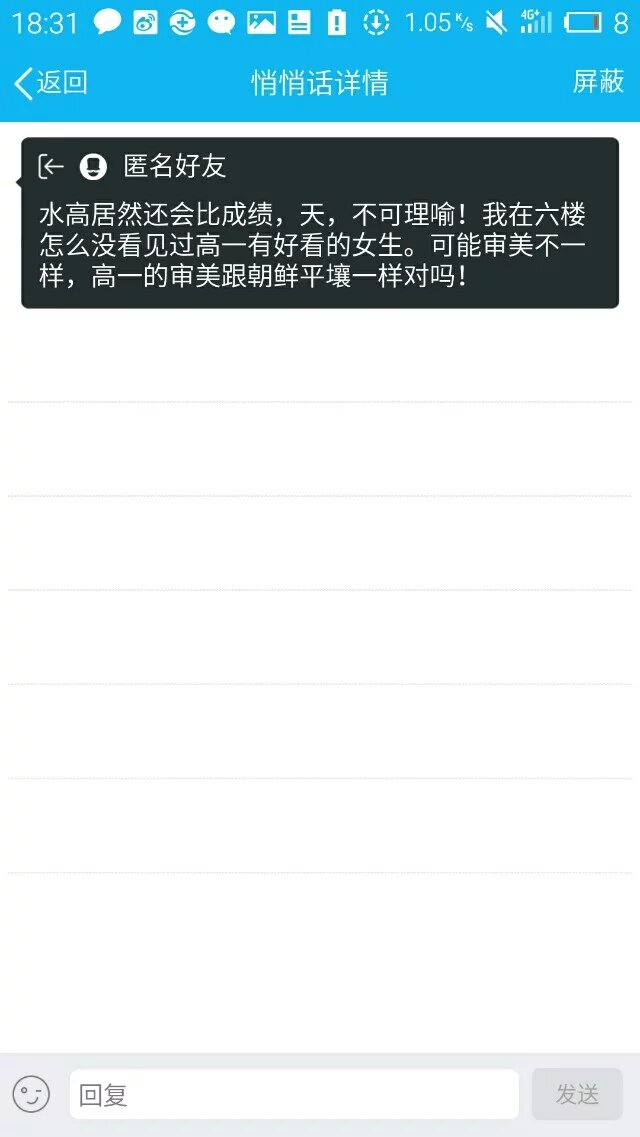 18:31 1.05 K/s 4G+ 8
返回 悄悄话详情 屏蔽
匿名好友
水高居然还会比成绩，天，不可理喻！我在六楼
怎么没看见过高一有好看的女生。可能审美不一
样，高一的审美跟朝鲜平壤一样对吗！
回复 发送